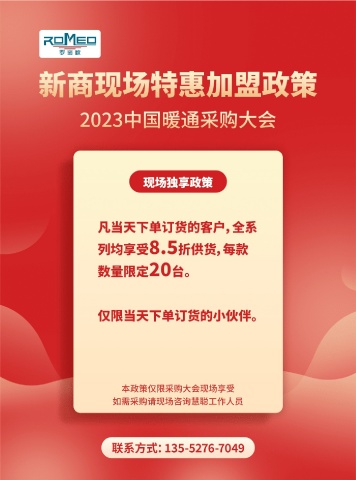 ROMEO
罗密欧
新商现场特惠加盟政策
2023中国暖通采购大会
现场独享政策
凡当天下单订货的客户，全系
列均享受8.5折供货，每款
数量限定20台。
仅限当天下单订货的小伙伴。
本政策仅限采购大会现场享受
如需采购请现场咨询慧聪工作人员
联系方式：135-5276-7049